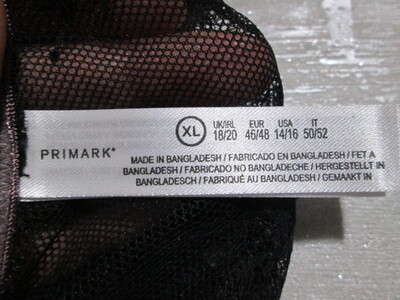 XL
UK/IRL EUR USA IT
18/20 46/48 14/16 50/52
PRIMARK®
MADE IN BANGLADESH / FABRICADO EN BANGLADESH / FET A
BANGLADESH / FABRICADO NO BANGLADECHE / HERGESTELLT IN
BANGLADESCH / FABRIQUÉ AU BANGLADESH / GEMAAKT IN